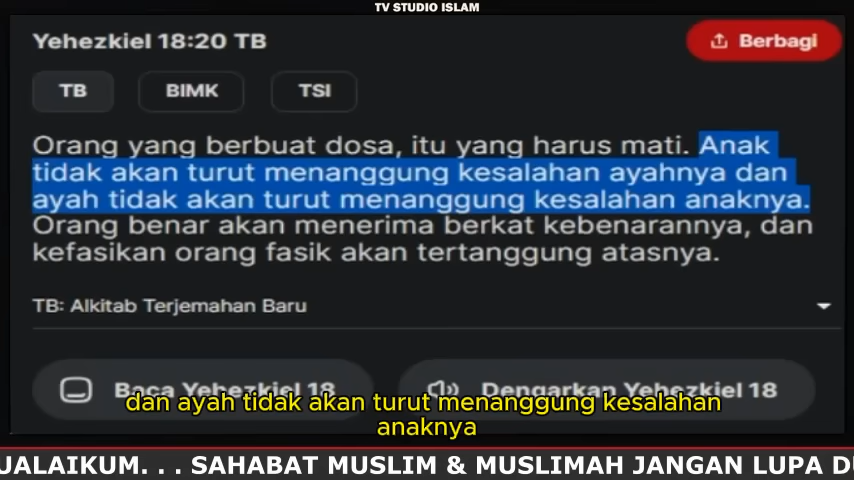 TV STUDIO ISLAM
Yehezkiel 18:20 TB
Berbagi
TB
BIMK
TSI
Orang yang berbuat dosa, itu yang harus mati. Anak
tidak akan turut menanggung kesalahan ayahnya dan
ayah tidak akan turut menanggung kesalahan anaknya.
Orang benar akan menerima berkat kebenarannya, dan
kefasikan orang fasik akan tertanggung atasnya.
TB: Alkitab Terjemahan Baru
Baca Yehezkiel 18
Dengarkan Yehezkiel 18
dan ayah tidak akan turut menanggung kesalahan
anaknya
UALAIKUM. . . SAHABAT MUSLIM & MUSLIMAH JANGAN LUPA